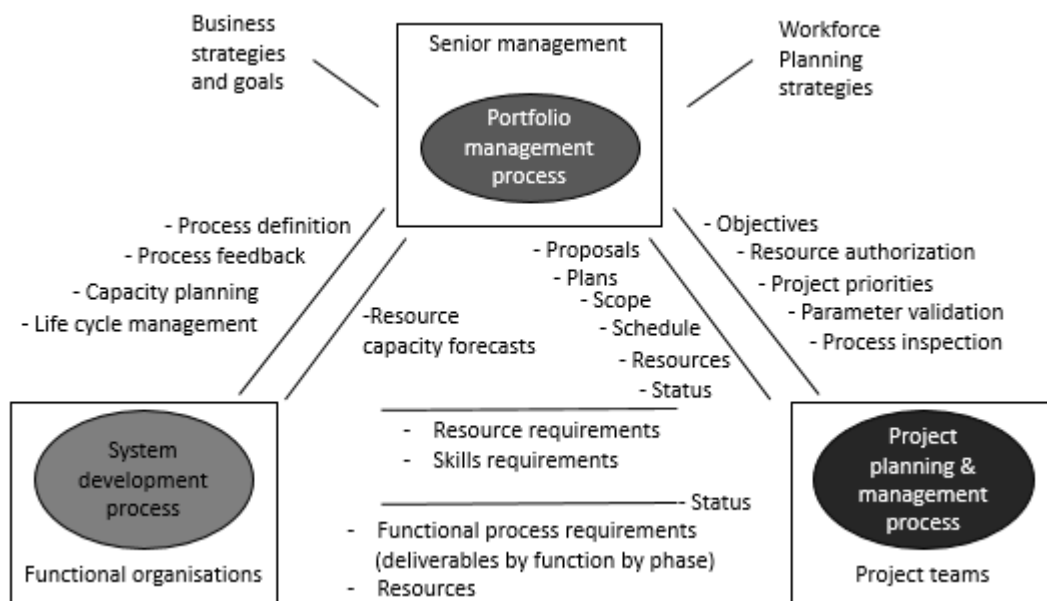 Business
strategies
and goals
Senior management
Workforce
Planning
strategies
Portfolio
management
process
- Process definition
- Process feedback
- Capacity planning
- Life cycle management
-Resource
capacity forecasts
- Proposals
- Plans
- Scope
- Schedule
- Resources
- Status
- Objectives
- Resource authorization
- Project priorities
- Parameter validation
- Process inspection
System
development
process
Functional organisations
- Resource requirements
- Skills requirements
- Status
- Functional process requirements
(deliverables by function by phase)
- Resources
Project
planning &
management
process
Project teams